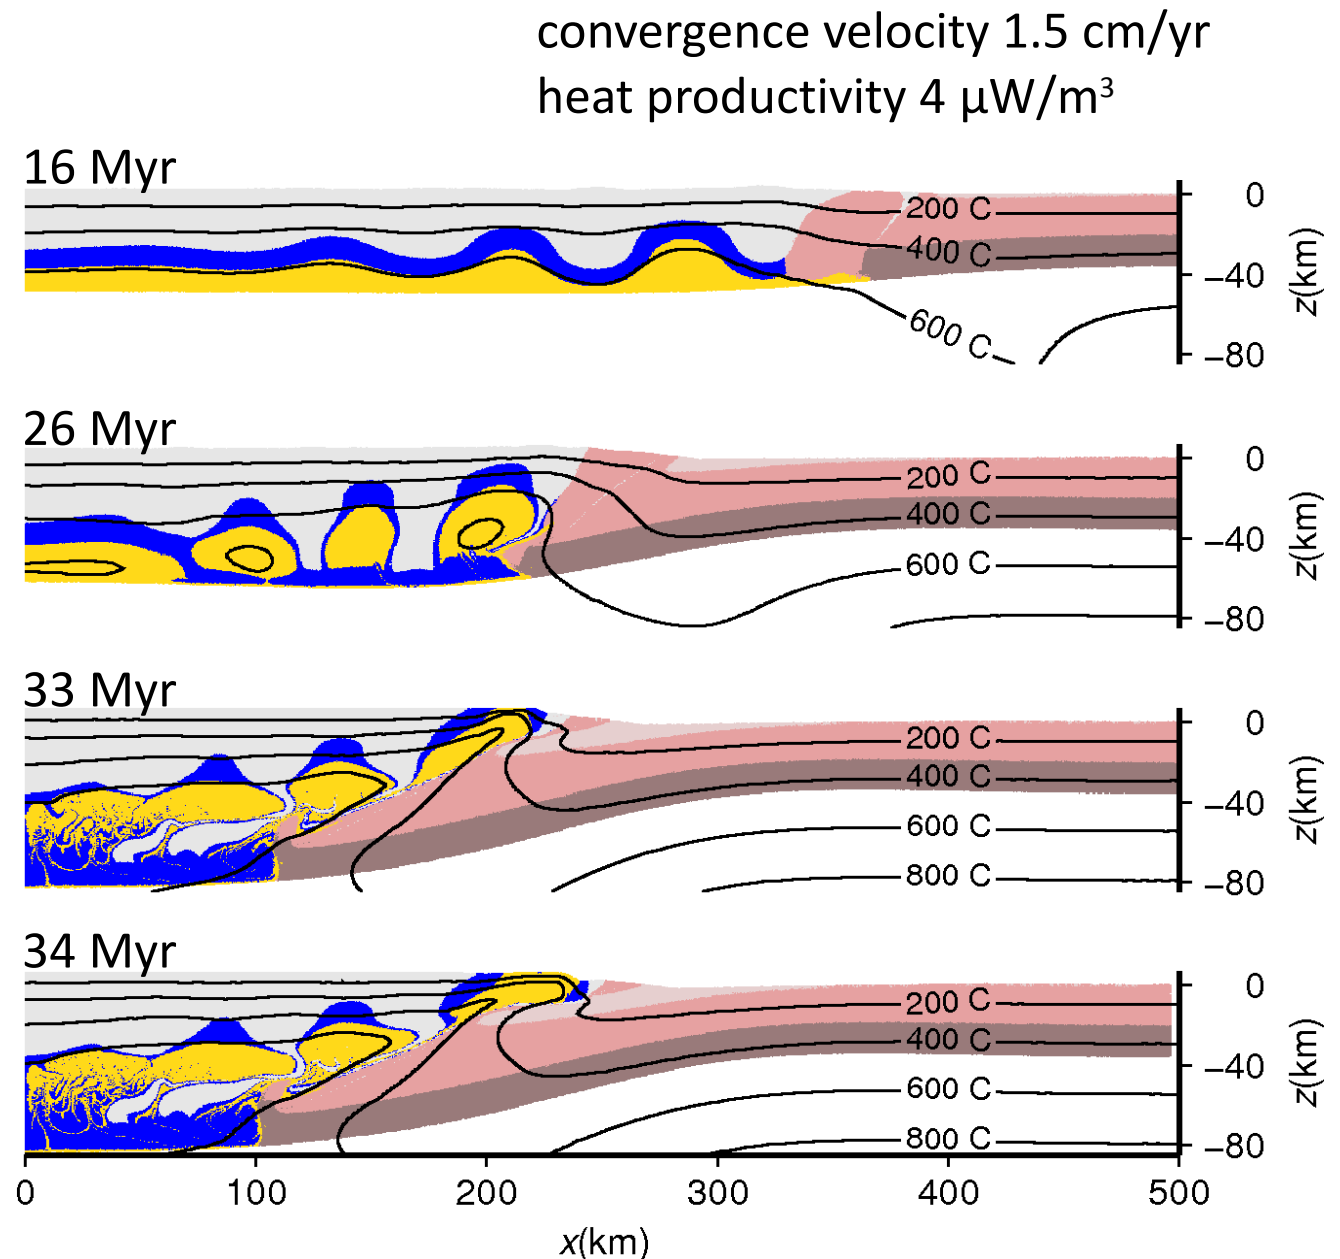 convergence velocity 1.5 cm/yr
heat productivity 4 µW/m³
16 Myr
200 C
400 C
600 C
0
−40
−80
z(km)
26 Myr
200 C
400 C
600 C
0
−40
−80
z(km)
33 Myr
200 C
400 C
600 C
800 C
0
−40
−80
z(km)
34 Myr
200 C
400 C
600 C
800 C
0
−40
−80
z(km)
0 100 200 300 400 500
x(km)